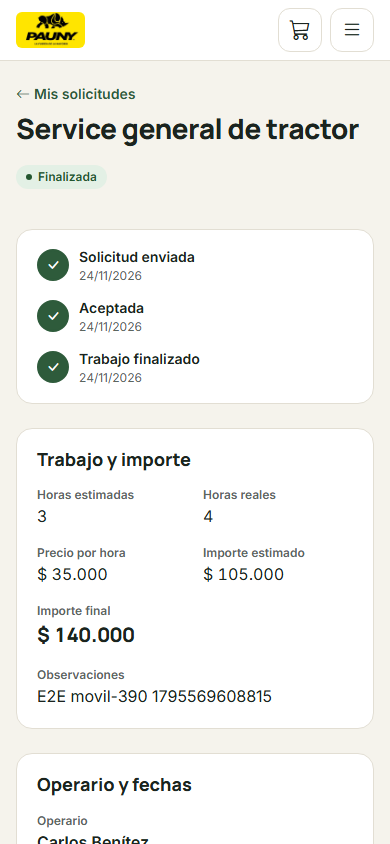 PAUNY
← Mis solicitudes
Service general de tractor
Finalizada
Solicitud enviada
24/11/2026
Aceptada
24/11/2026
Trabajo finalizado
24/11/2026
Trabajo y importe
Horas estimadas
3
Horas reales
4
Precio por hora
$ 35.000
Importe estimado
$ 105.000
Importe final
$ 140.000
Observaciones
E2E movil-390 1795569608815
Operario y fechas
Operario
Carlos Benítez